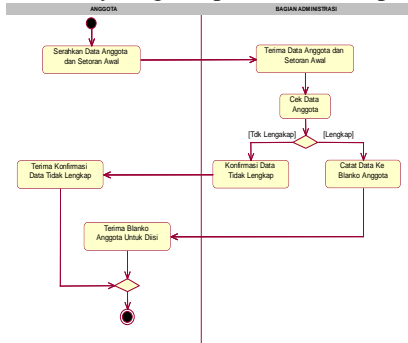 ANGGOTA
BAGIAN ADMINISTRASI
Serahkan Data Anggota
dan Setoran Awal
Terima Data Anggota dan
Setoran Awal
Cek Data
Anggota
[Tdk Lengakap]
[Lengkap]
Terima Konfirmasi
Data Tidak Lengkap
Konfirmasi Data
Tidak Lengkap
Catat Data Ke
Blanko Anggota
Terima Blanko
Anggota Untuk Diisi